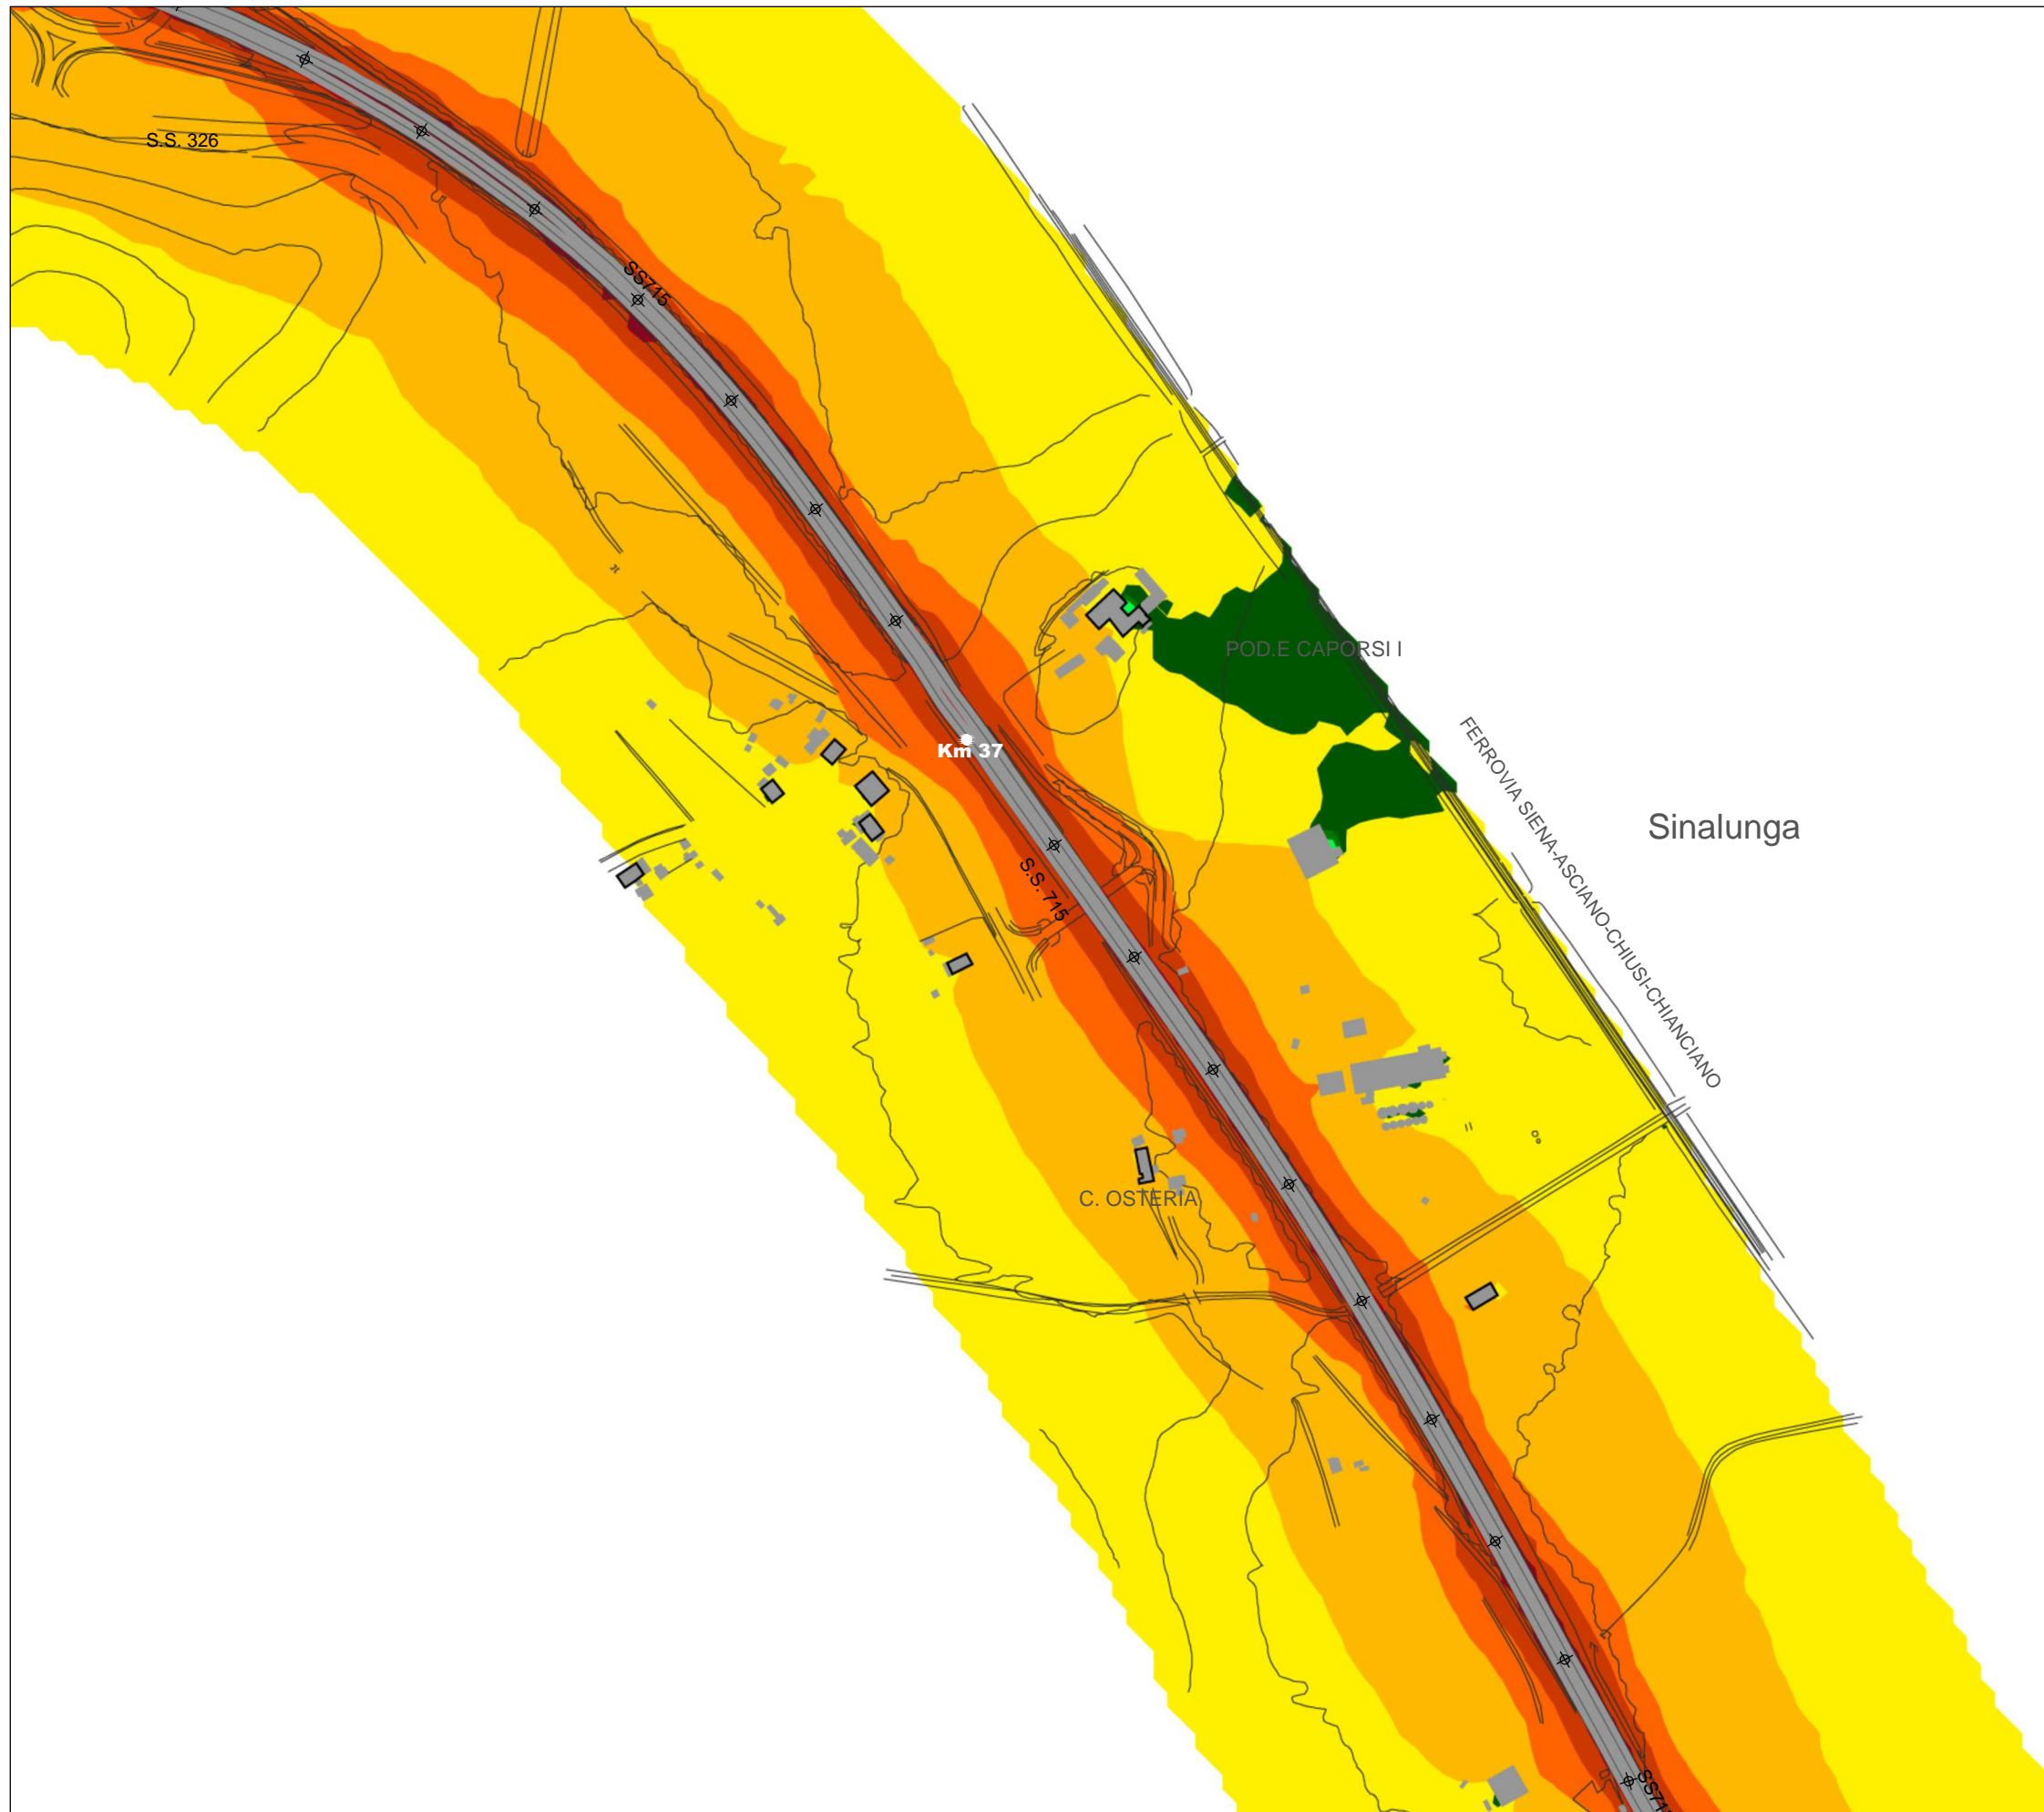 S.S. 326
SS715
POD.E CAPORSI I
Km 37
FERROVIA SIENA-ASCIANO-CHIUSI-CHIANCIANO
Sinalunga
S.S. 715
C. OSTERIA